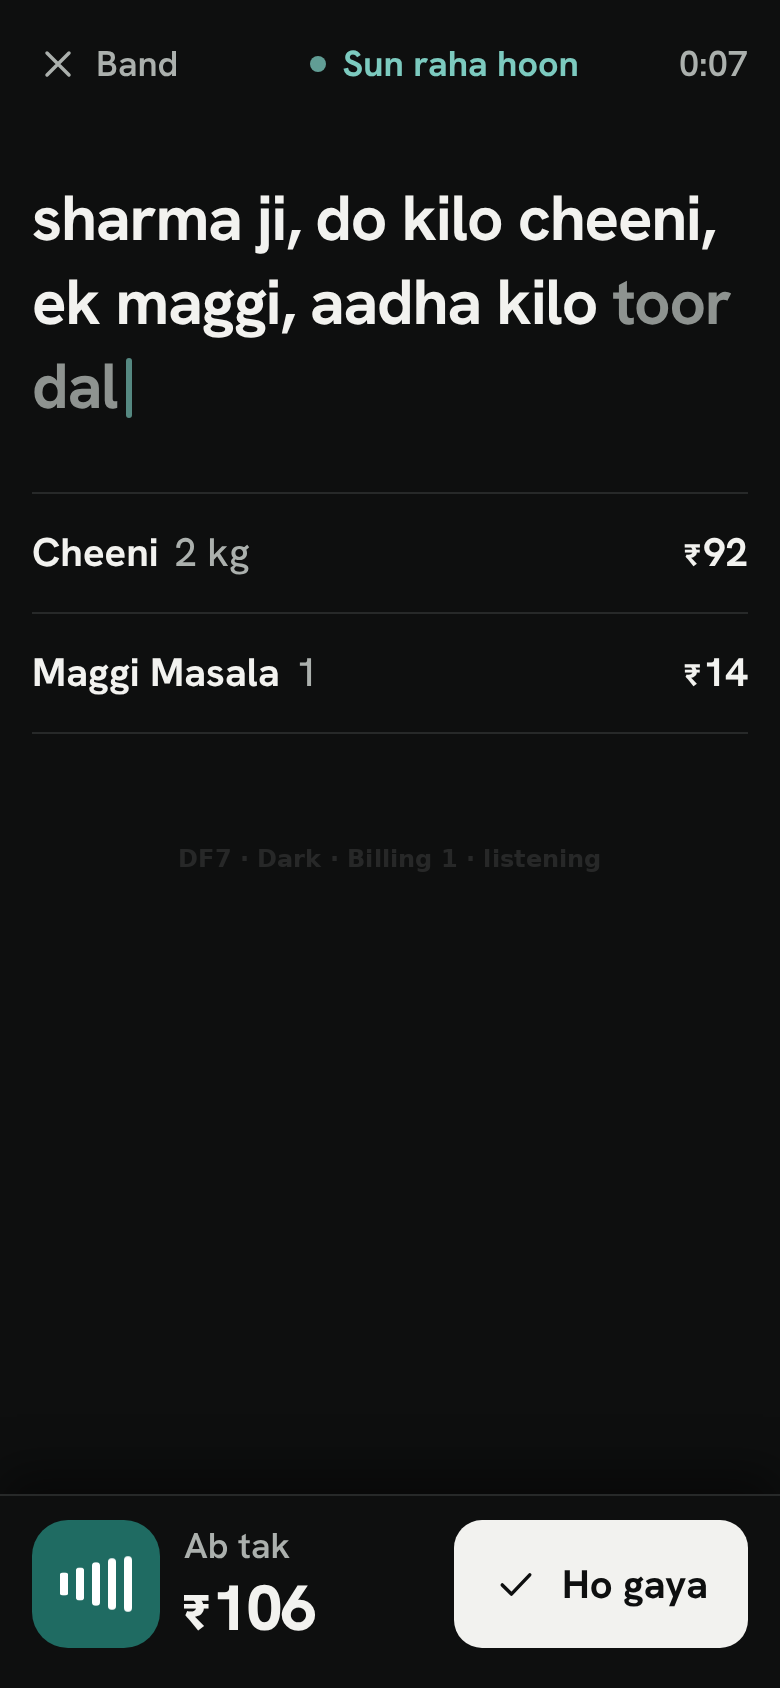 Band
Sun raha hoon
0:07
sharma ji, do kilo cheeni,
ek maggi, aadha kilo toor
dal
Cheeni 2 kg ₹92
Maggi Masala 1 ₹14
DF7 · Dark · Billing 1 · listening
Ab tak
₹106
Ho gaya